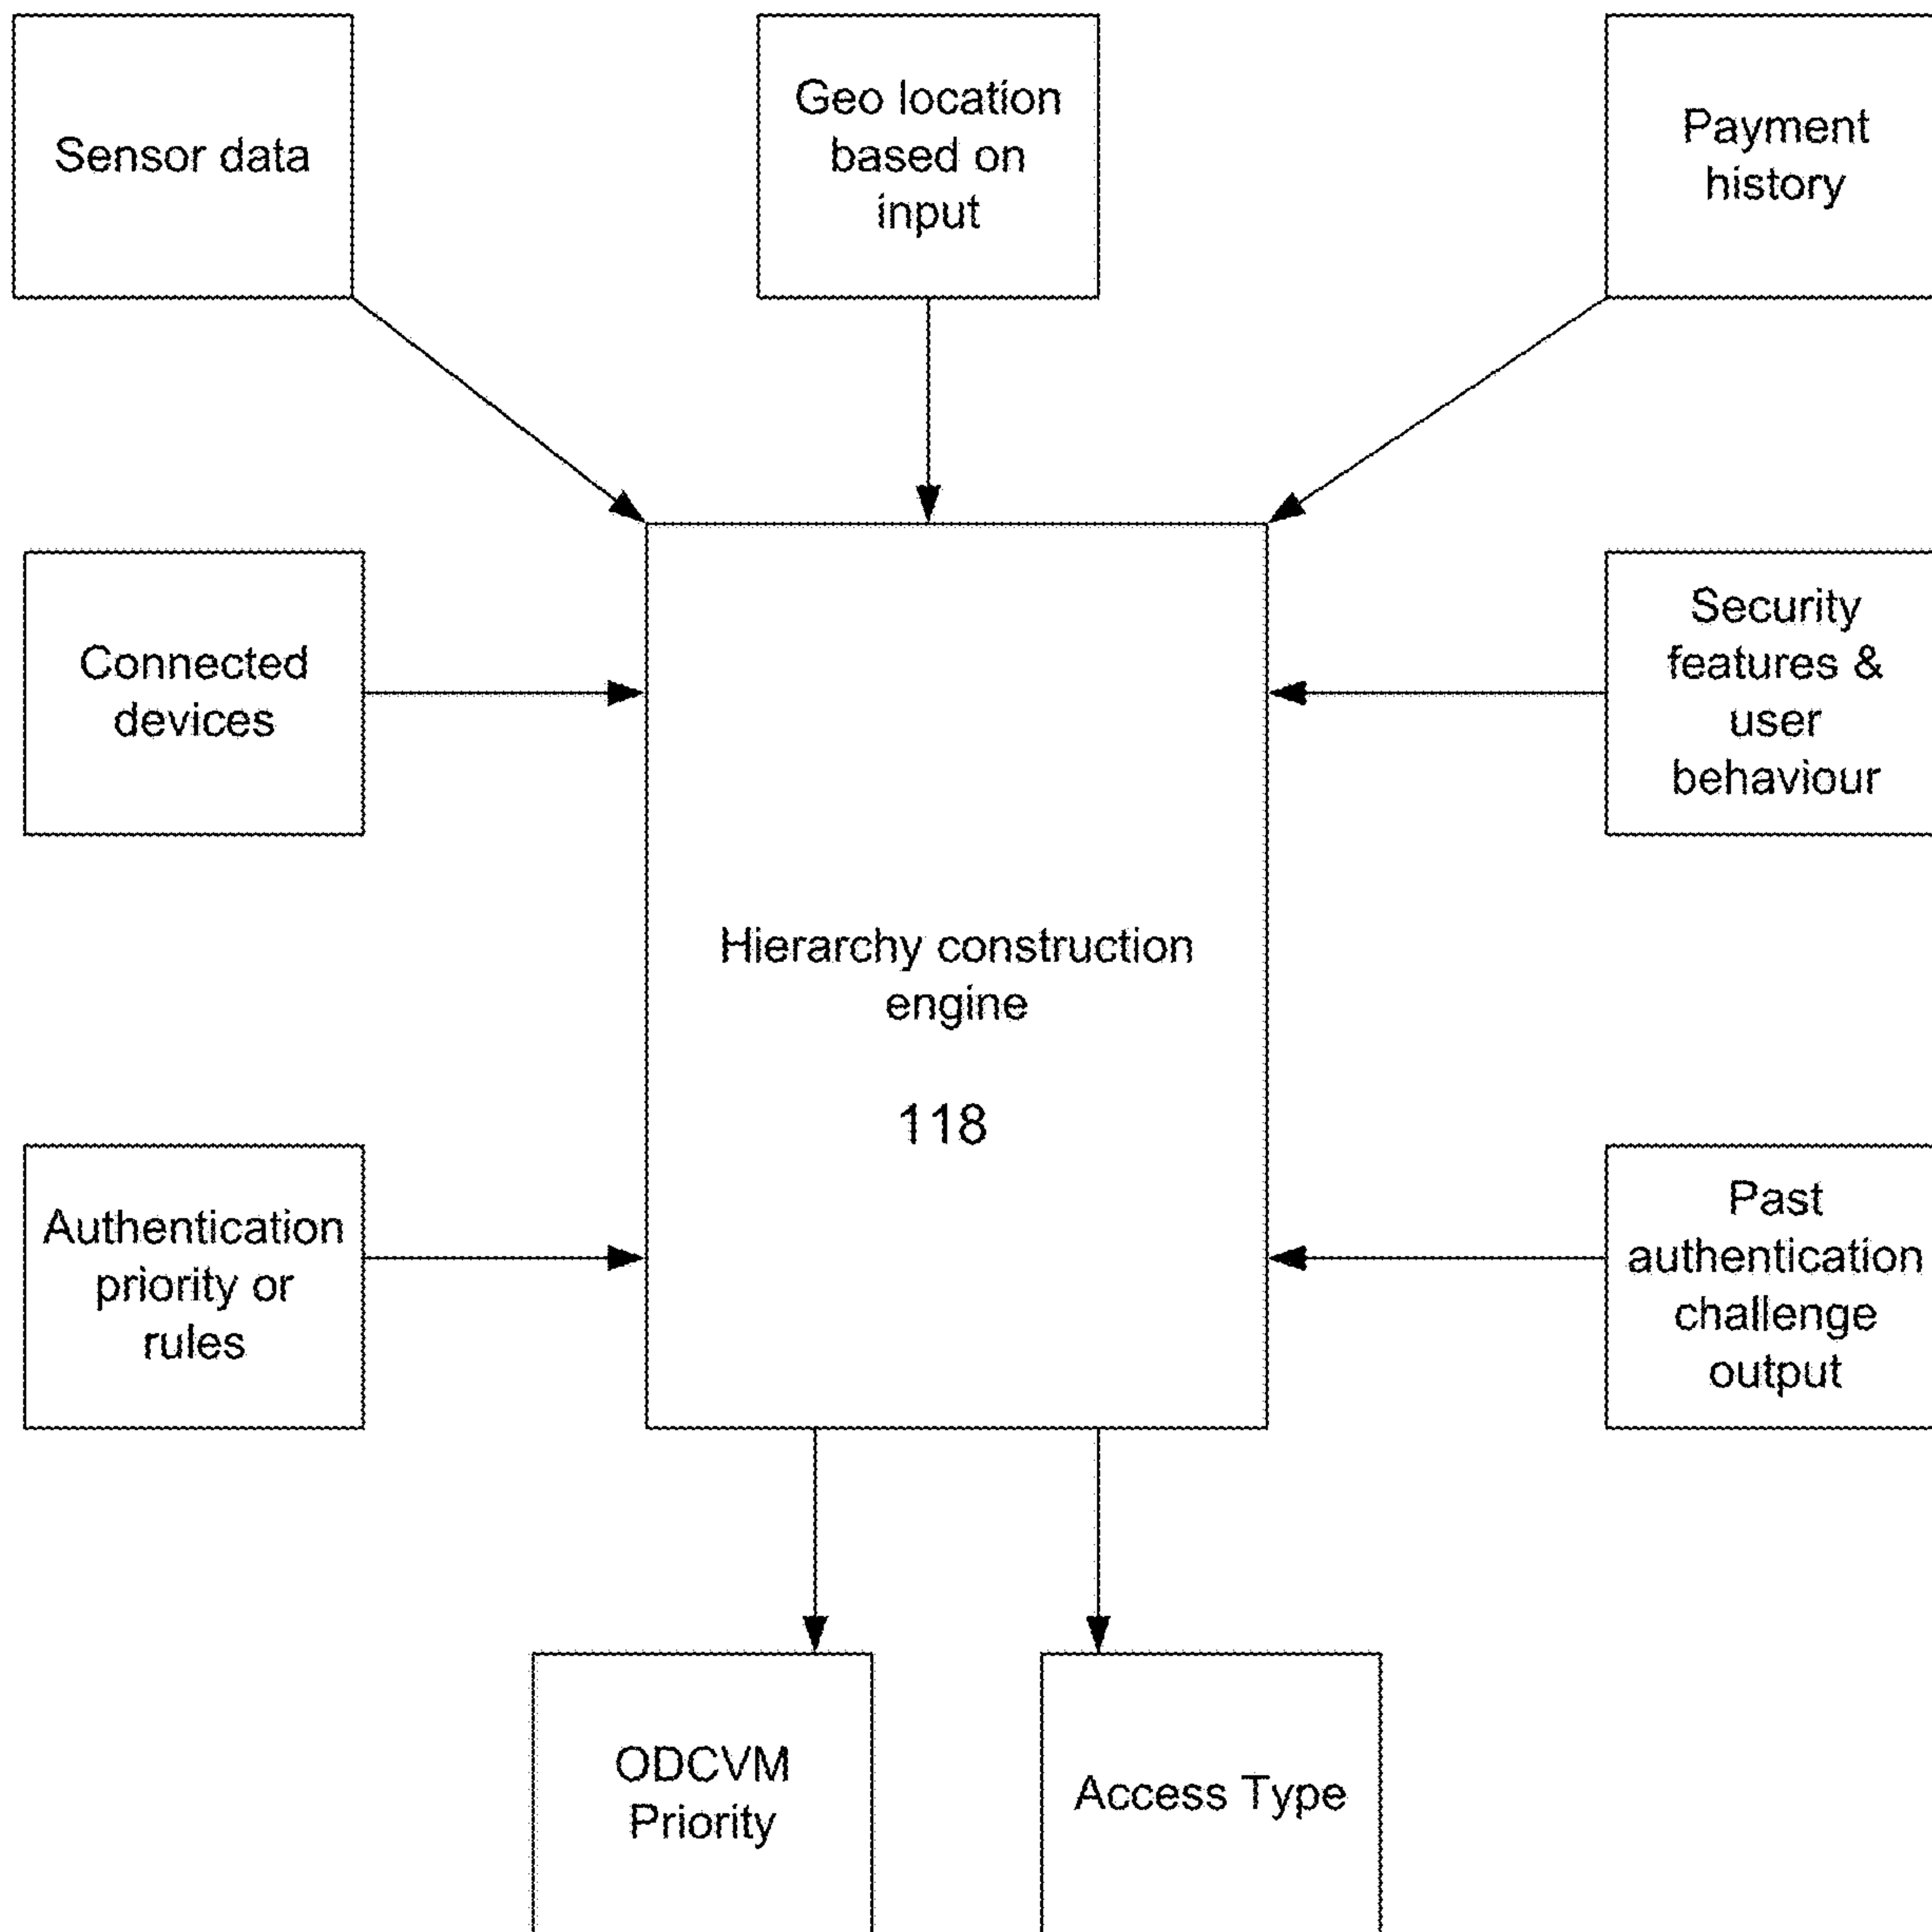 Sensor data
Geo location
based on
input
Payment
history
Connected
devices
Security
features &
user
behaviour
Hierarchy construction
engine
118
Authentication
priority or
rules
Past
authentication
challenge
output
ODCVM
Priority
Access Type